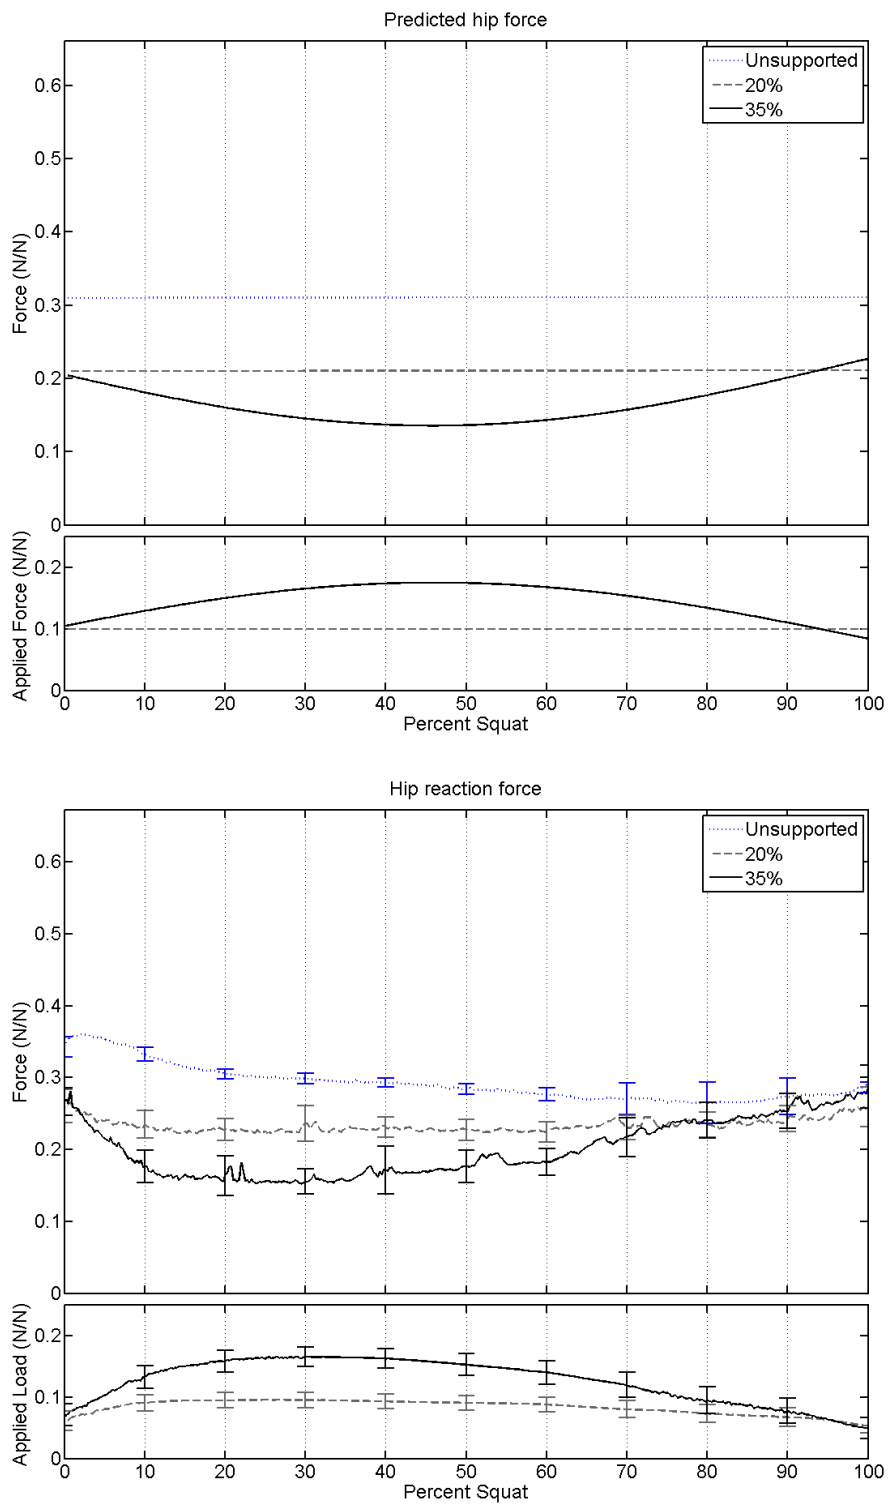 Predicted hip force
Unsupported
20%
35%
Force (N/N)
0.6
0.5
0.4
0.3
0.2
0.1
0
Applied Force (N/N)
0.2
0.1
0
0 10 20 30 40 50 60 70 80 90 100
Percent Squat
Hip reaction force
Unsupported
20%
35%
Force (N/N)
0.6
0.5
0.4
0.3
0.2
0.1
0
Applied Load (N/N)
0.2
0.1
0
0 10 20 30 40 50 60 70 80 90 100
Percent Squat